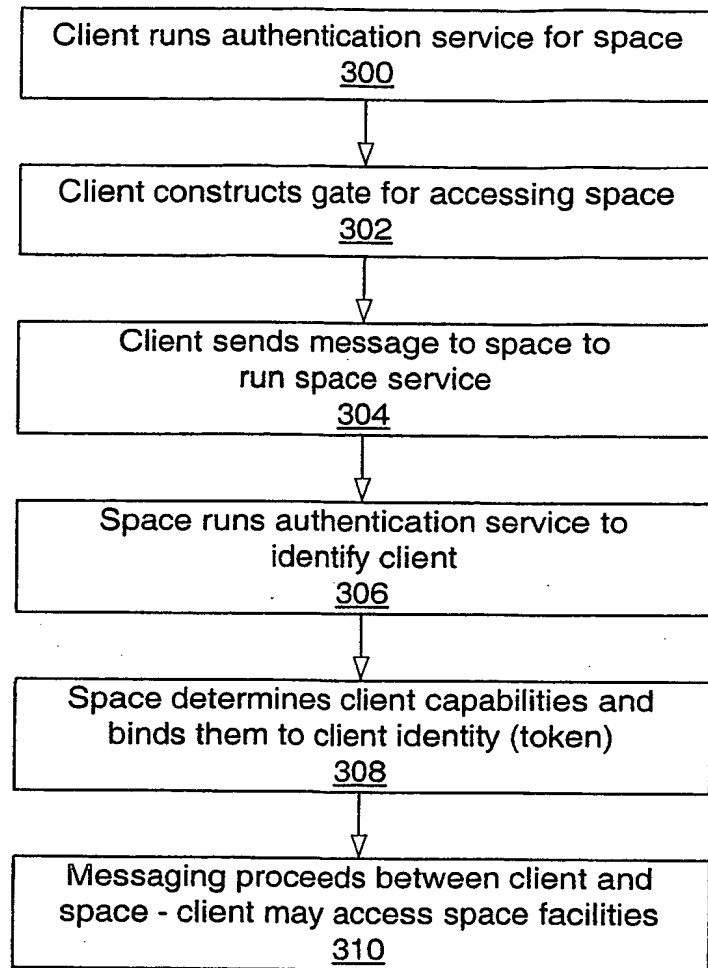 Client runs authentication service for space
300
Client constructs gate for accessing space
302
Client sends message to space to
run space service
304
Space runs authentication service to
identify client
306
Space determines client capabilities and
binds them to client identity (token)
308
Messaging proceeds between client and
space - client may access space facilities
310